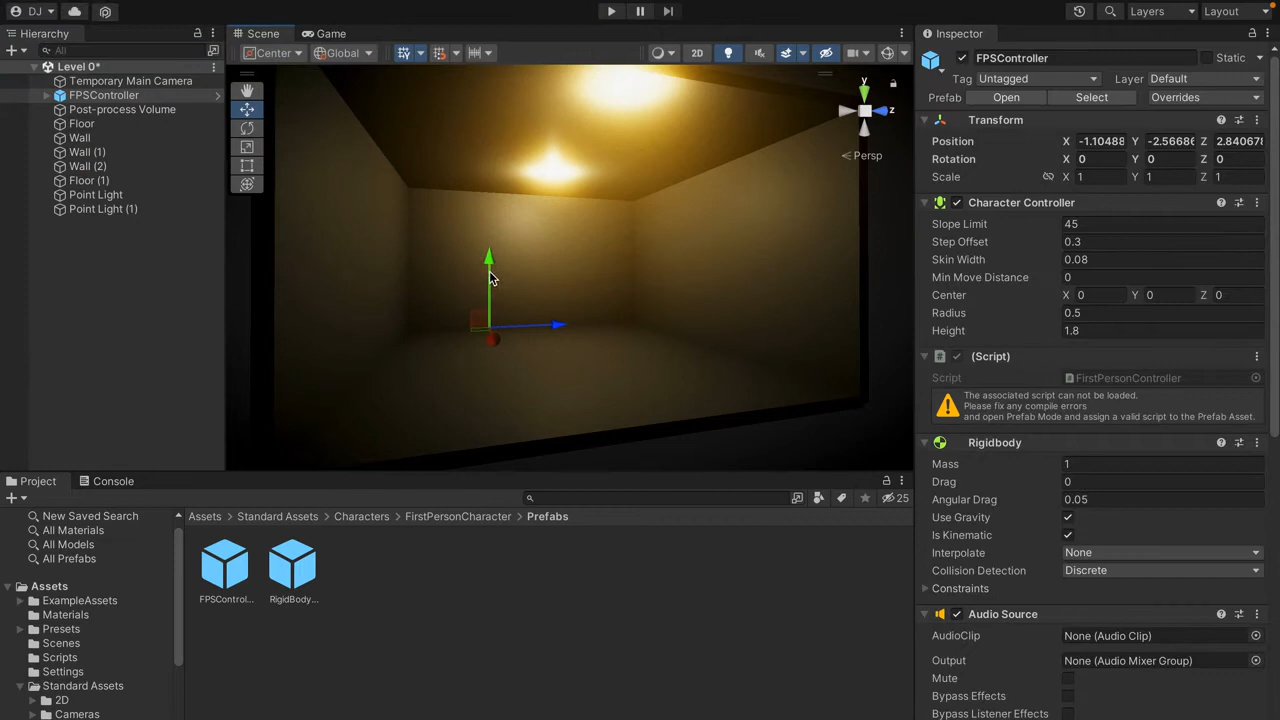 DJ
Layers
Layout
Hierarchy
All
Level 0*
Temporary Main Camera
FPSController
Post-process Volume
Floor
Wall
Wall (1)
Wall (2)
Floor (1)
Point Light
Point Light (1)
Scene
Game
Center
Global
2D
y
z
Persp
Inspector
FPSController
Static
Tag Untagged
Layer Default
Prefab Open Select Overrides
Transform
Position X -1.10488 Y -2.56686 Z 2.840678
Rotation X 0 Y 0 Z 0
Scale X 1 Y 1 Z 1
Character Controller
Slope Limit 45
Step Offset 0.3
Skin Width 0.08
Min Move Distance 0
Center X 0 Y 0 Z 0
Radius 0.5
Height 1.8
(Script)
Script FirstPersonController
The associated script can not be loaded.
Please fix any compile errors
and open Prefab Mode and assign a valid script to the Prefab Asset.
Rigidbody
Mass 1
Drag 0
Angular Drag 0.05
Use Gravity
Is Kinematic
Interpolate None
Collision Detection Discrete
Constraints
Audio Source
AudioClip None (Audio Clip)
Output None (Audio Mixer Group)
Mute
Bypass Effects
Bypass Listener Effects
Project
Console
25
New Saved Search
All Materials
All Models
All Prefabs
Assets
ExampleAssets
Materials
Presets
Scenes
Scripts
Settings
Standard Assets
2D
Cameras
Assets
Standard Assets
Characters
FirstPersonCharacter
Prefabs
FPSControl...
RigidBody...